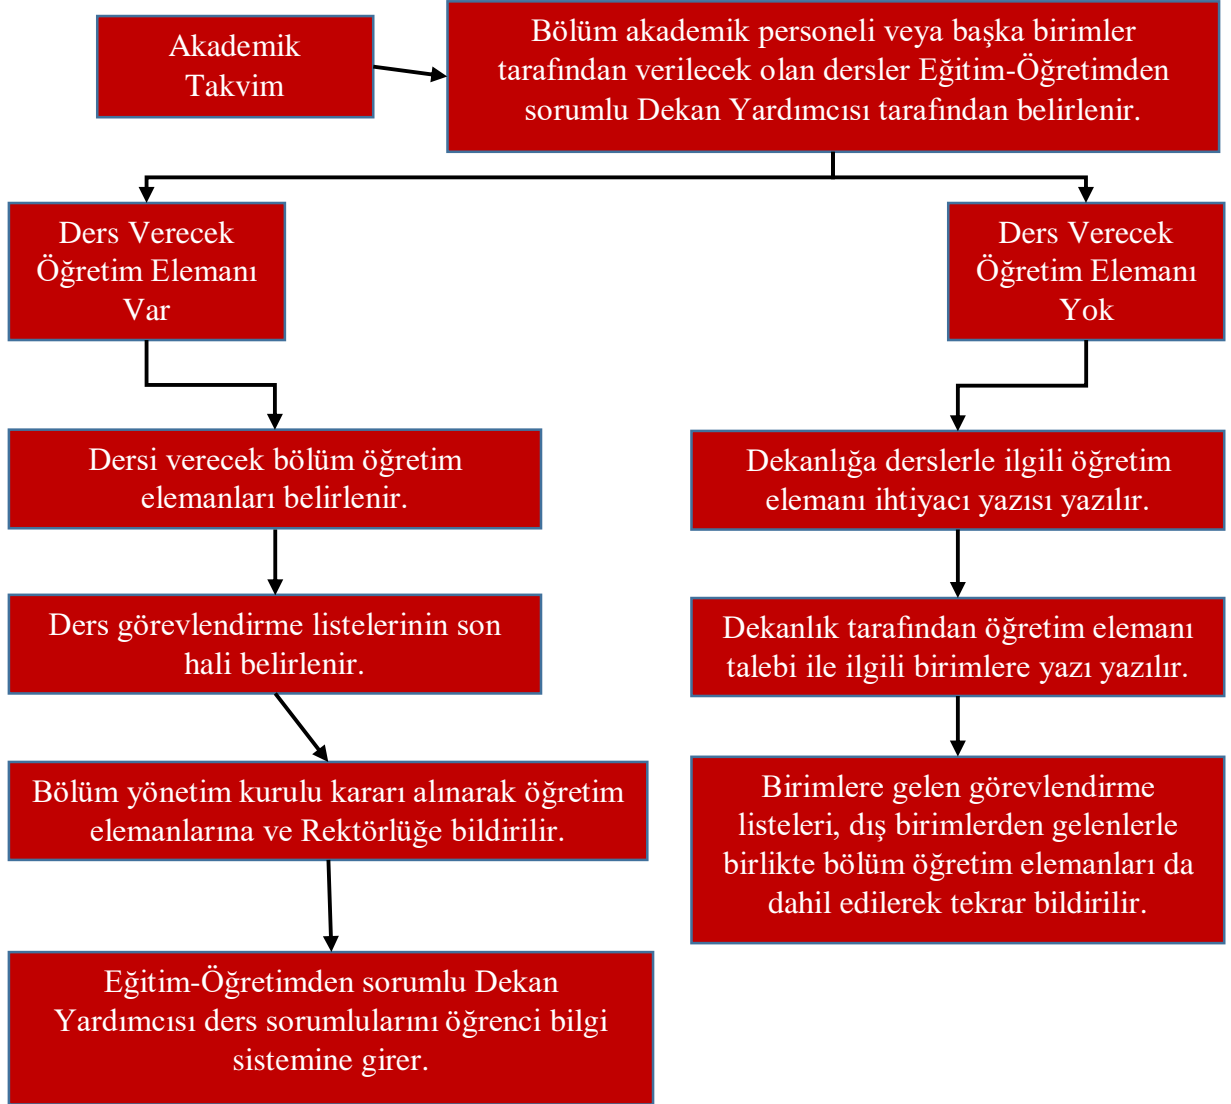 Akademik
Takvim
Bölüm akademik personeli veya başka birimler
tarafından verilecek olan dersler Eğitim-Öğretimden
sorumlu Dekan Yardımcısı tarafından belirlenir.
Ders Verecek
Öğretim Elemanı
Var
Ders Verecek
Öğretim Elemanı
Yok
Dersi verecek bölüm öğretim
elemanları belirlenir.
Dekanlığa derslerle ilgili öğretim
elemanı ihtiyacı yazısı yazılır.
Ders görevlendirme listelerinin son
hali belirlenir.
Dekanlık tarafından öğretim elemanı
talebi ile ilgili birimlere yazı yazılır.
Bölüm yönetim kurulu kararı alınarak öğretim
elemanlarına ve Rektörlüğe bildirilir.
Birimlere gelen görevlendirme
listeleri, dış birimlerden gelenlerle
birlikte bölüm öğretim elemanları da
dahil edilerek tekrar bildirilir.
Eğitim-Öğretimden sorumlu Dekan
Yardımcısı ders sorumlularını öğrenci bilgi
sistemine girer.